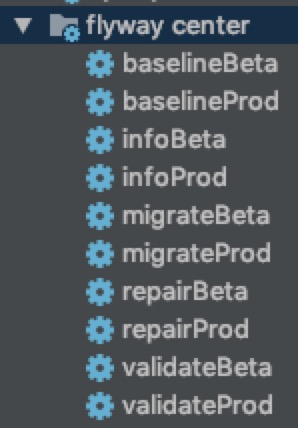 flyway center
baselineBeta
baselineProd
infoBeta
infoProd
migrateBeta
migrateProd
repairBeta
repairProd
validateBeta
validateProd